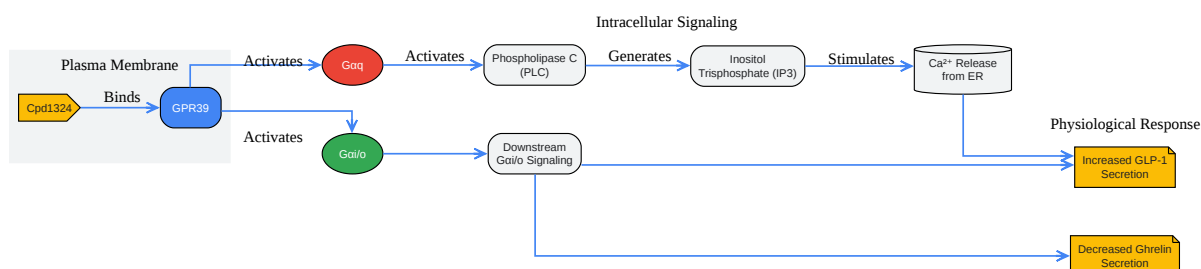 Intracellular Signaling
Plasma Membrane
Activates
Gαq
Activates
Phospholipase C
(PLC)
Generates
Inositol
Trisphosphate (IP3)
Stimulates
Ca²⁺ Release
from ER
Cpd1324
Binds
GPR39
Activates
Gαi/o
Downstream
Gαi/o Signaling
Physiological Response
Increased GLP-1
Secretion
Decreased Ghrelin
Secretion